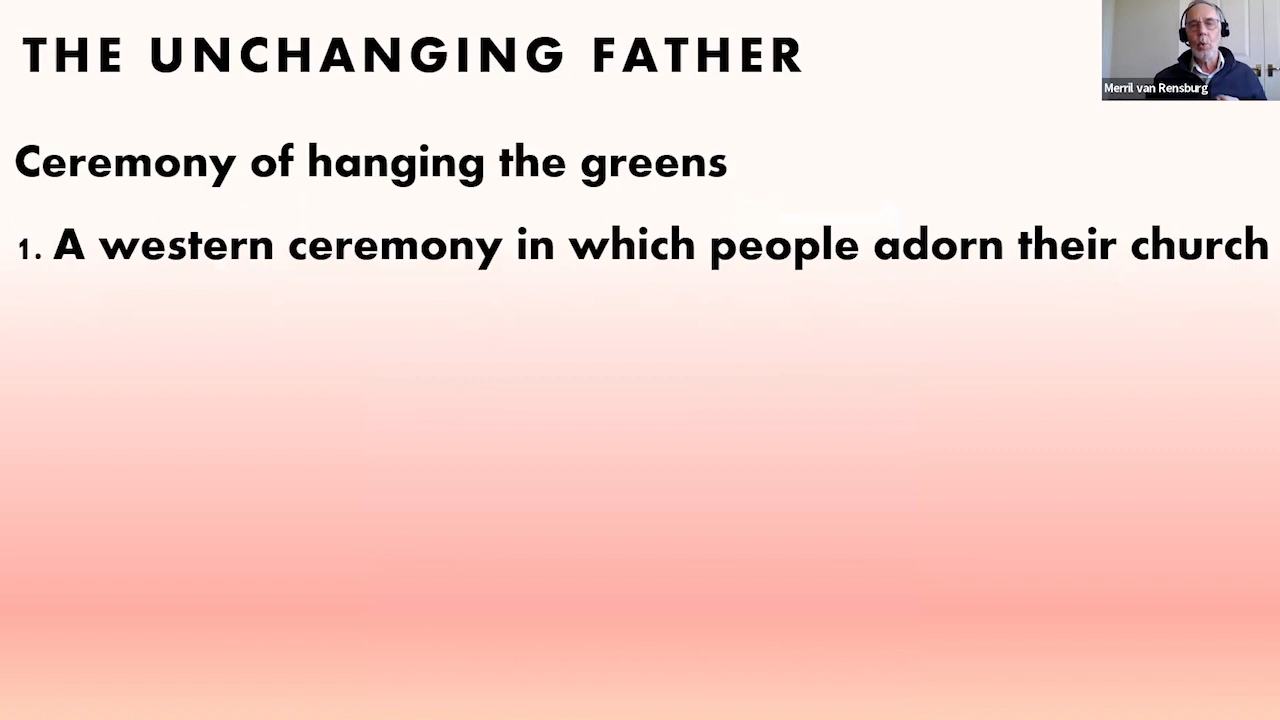 THE UNCHANGING FATHER
Merril van Rensburg
Ceremony of hanging the greens
1. A western ceremony in which people adorn their church